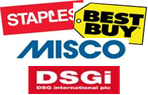 STAPLES
BEST
BUY
MISCO
DSGi
DSG international plc